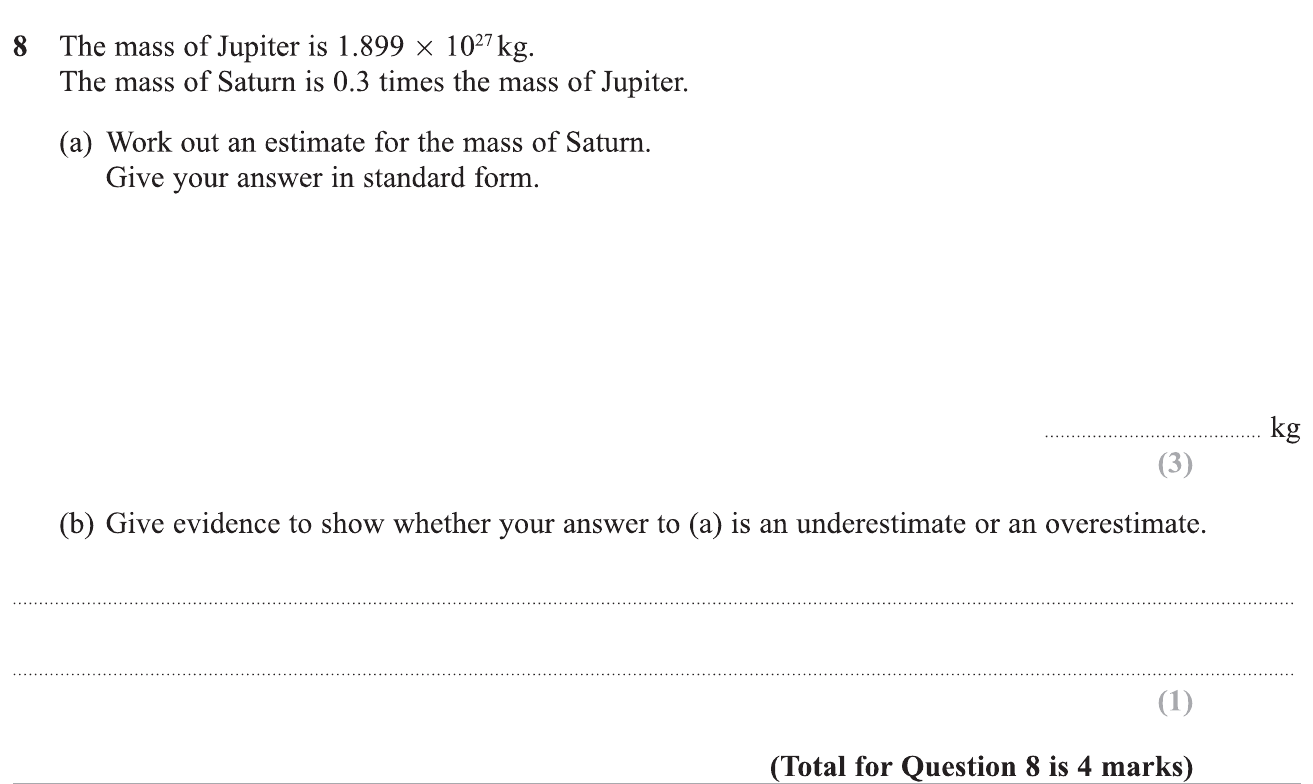 8 The mass of Jupiter is 1.899 × 10²⁷ kg.
The mass of Saturn is 0.3 times the mass of Jupiter.
(a) Work out an estimate for the mass of Saturn.
Give your answer in standard form.
.......................................... kg
(3)
(b) Give evidence to show whether your answer to (a) is an underestimate or an overestimate.
(1)
(Total for Question 8 is 4 marks)